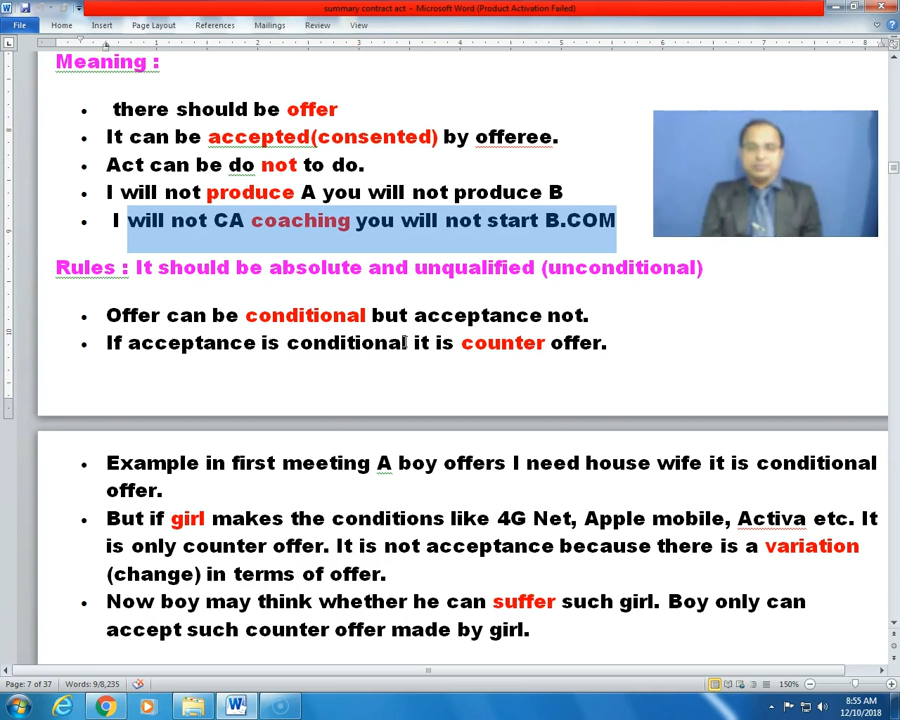 summary contract act - Microsoft Word (Product Activation Failed)
File Home Insert Page Layout References Mailings Review View
1 2 3 4 5 6 7 8
Meaning :
there should be offer
It can be accepted(consented) by offeree.
Act can be do not to do.
I will not produce A you will not produce B
I will not CA coaching you will not start B.COM
Rules : It should be absolute and unqualified (unconditional)
Offer can be conditional but acceptance not.
If acceptance is conditional it is counter offer.
Example in first meeting A boy offers I need house wife it is conditional
offer.
But if girl makes the conditions like 4G Net, Apple mobile, Activa etc. It
is only counter offer. It is not acceptance because there is a variation
(change) in terms of offer.
Now boy may think whether he can suffer such girl. Boy only can
accept such counter offer made by girl.
Page: 7 of 37 Words: 9/8,235 150%
8:55 AM
12/10/2018